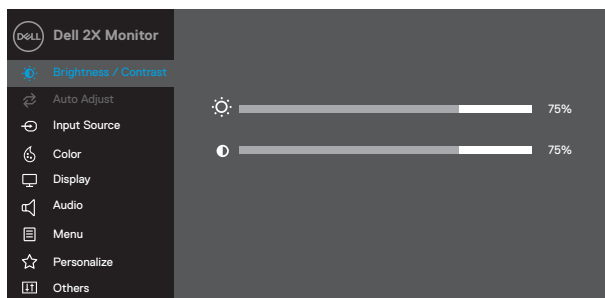 DELL Dell 2X Monitor
Brightness / Contrast
Auto Adjust
75%
Input Source
Color
75%
Display
Audio
Menu
Personalize
Others